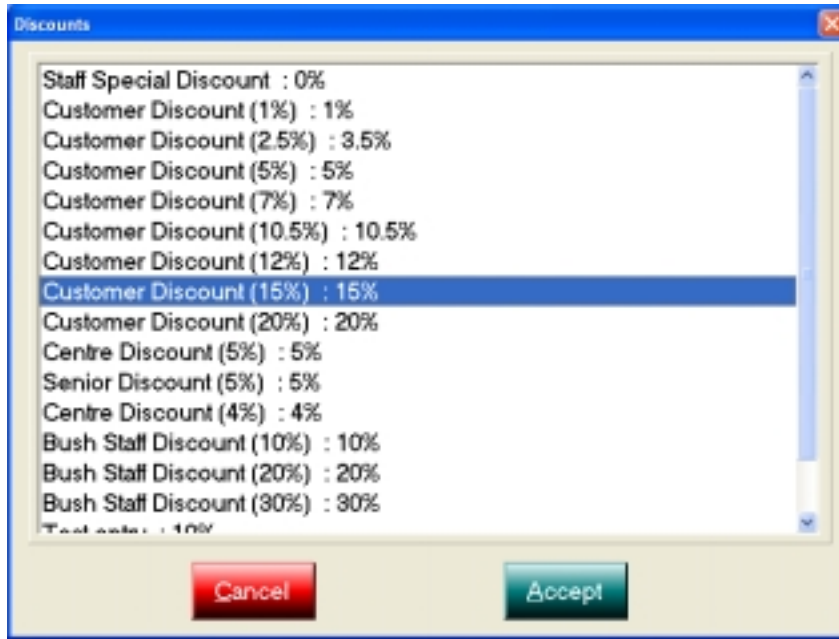 Discounts
Staff Special Discount : 0%
Customer Discount (1%) : 1%
Customer Discount (2.5%) : 3.5%
Customer Discount (5%) : 5%
Customer Discount (7%) : 7%
Customer Discount (10.5%) : 10.5%
Customer Discount (12%) : 12%
Customer Discount (15%) : 15%
Customer Discount (20%) : 20%
Centre Discount (5%) : 5%
Senior Discount (5%) : 5%
Centre Discount (4%) : 4%
Bush Staff Discount (10%) : 10%
Bush Staff Discount (20%) : 20%
Bush Staff Discount (30%) : 30%
Test entry : 10%
Cancel Accept